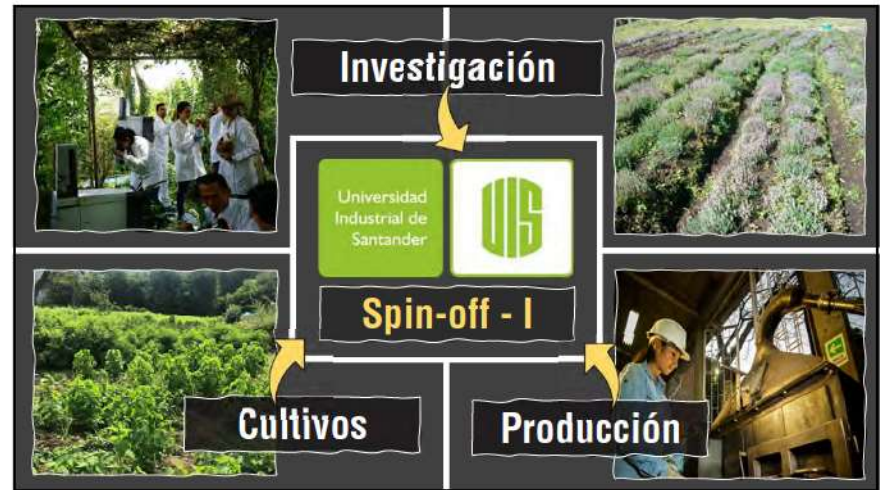 Investigación
Universidad
Industrial de
Santander
UIS
Spin-off - I
Cultivos
Producción